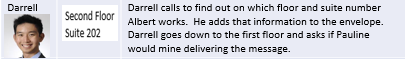 Darrell
Second Floor
Suite 202
Darrell calls to find out on which floor and suite number
Albert works.  He adds that information to the envelope.
Darrell goes down to the first floor and asks if Pauline
would mine delivering the message.